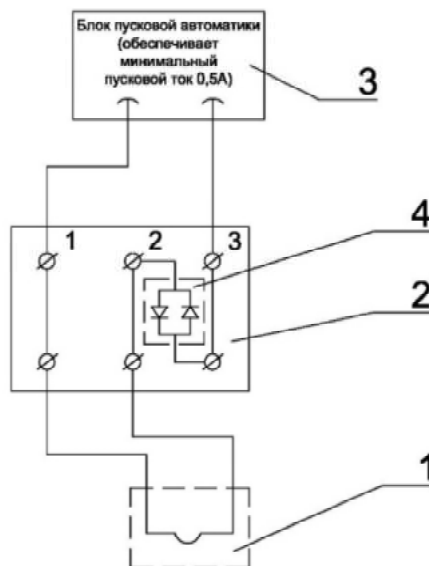 Блок пусковой автоматики
(обеспечивает
минимальный
пусковой ток 0,5А)
3
1 2 3
4
2
1